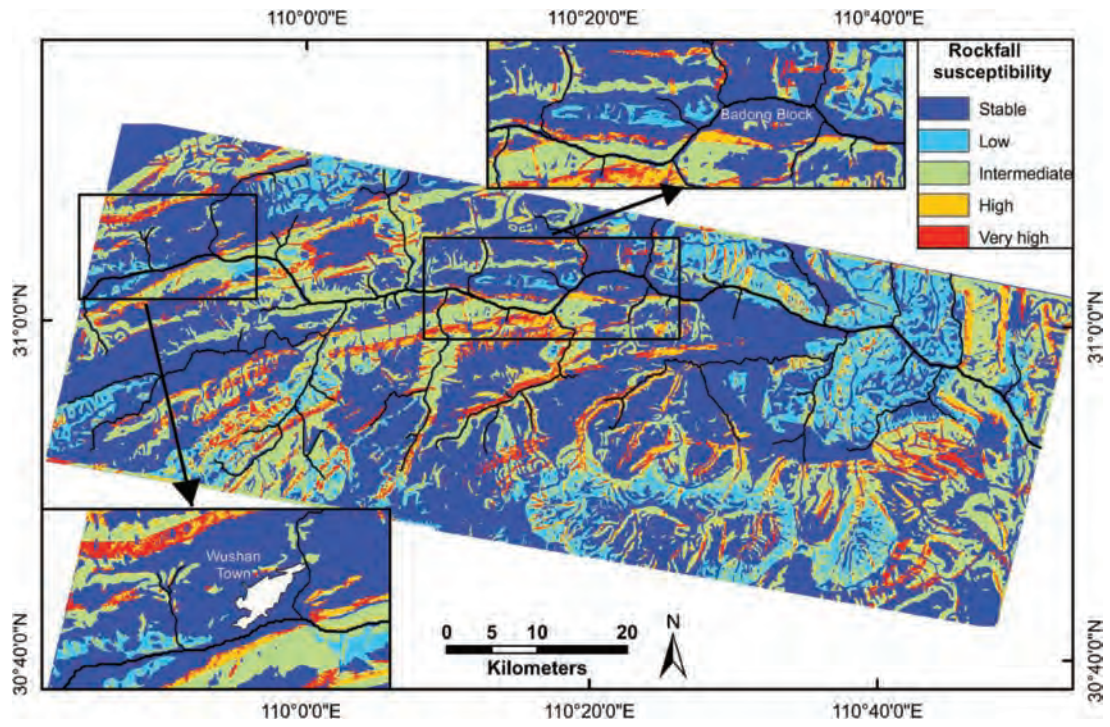 110°0'0"E
110°20'0"E
110°40'0"E
Rockfall
susceptibility
Stable
Low
Intermediate
High
Very high
Badong Block
31°0'0"N
31°0'0"N
Wushan
Town
0 5 10 20
Kilometers
N
30°40'0"N
30°40'0"N
110°0'0"E
110°20'0"E
110°40'0"E